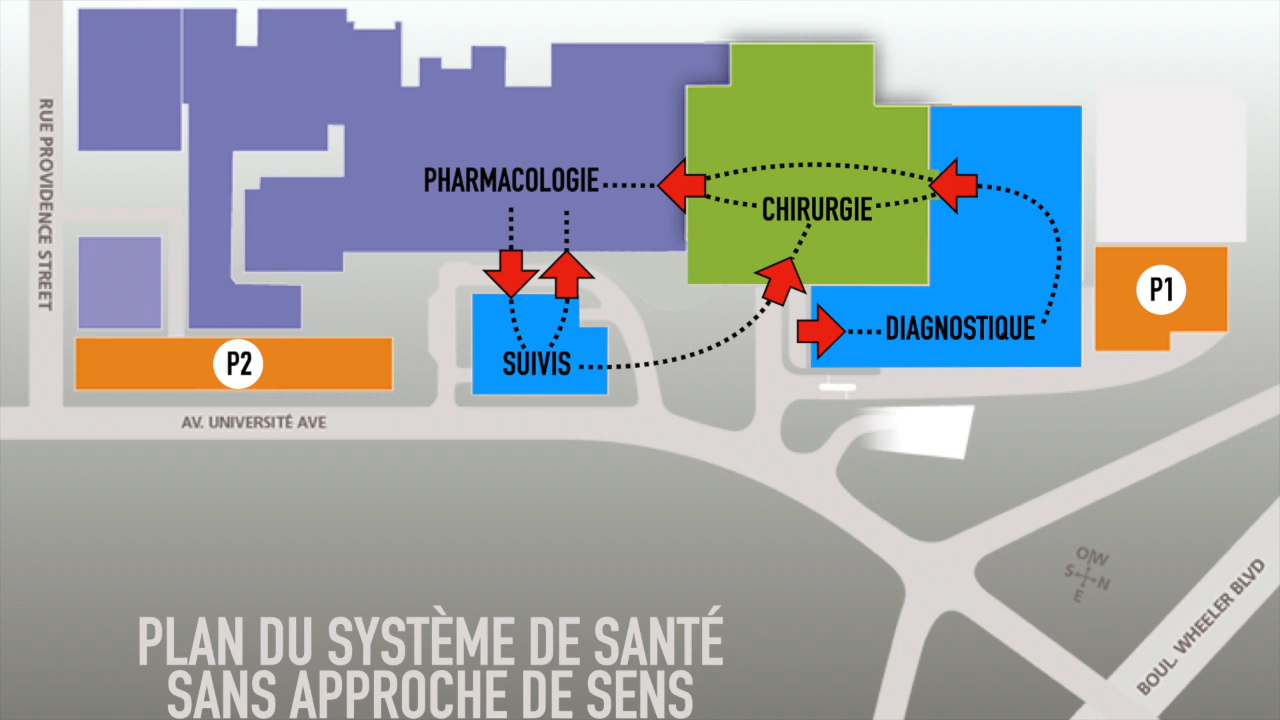 RUE PROVIDENCE STREET
PHARMACOLOGIE
CHIRURGIE
P1
DIAGNOSTIQUE
SUIVIS
P2
AV. UNIVERSITÉ AVE
O/W
S N
E
BOUL. WHEELER BLVD
PLAN DU SYSTÈME DE SANTÉ
SANS APPROCHE DE SENS